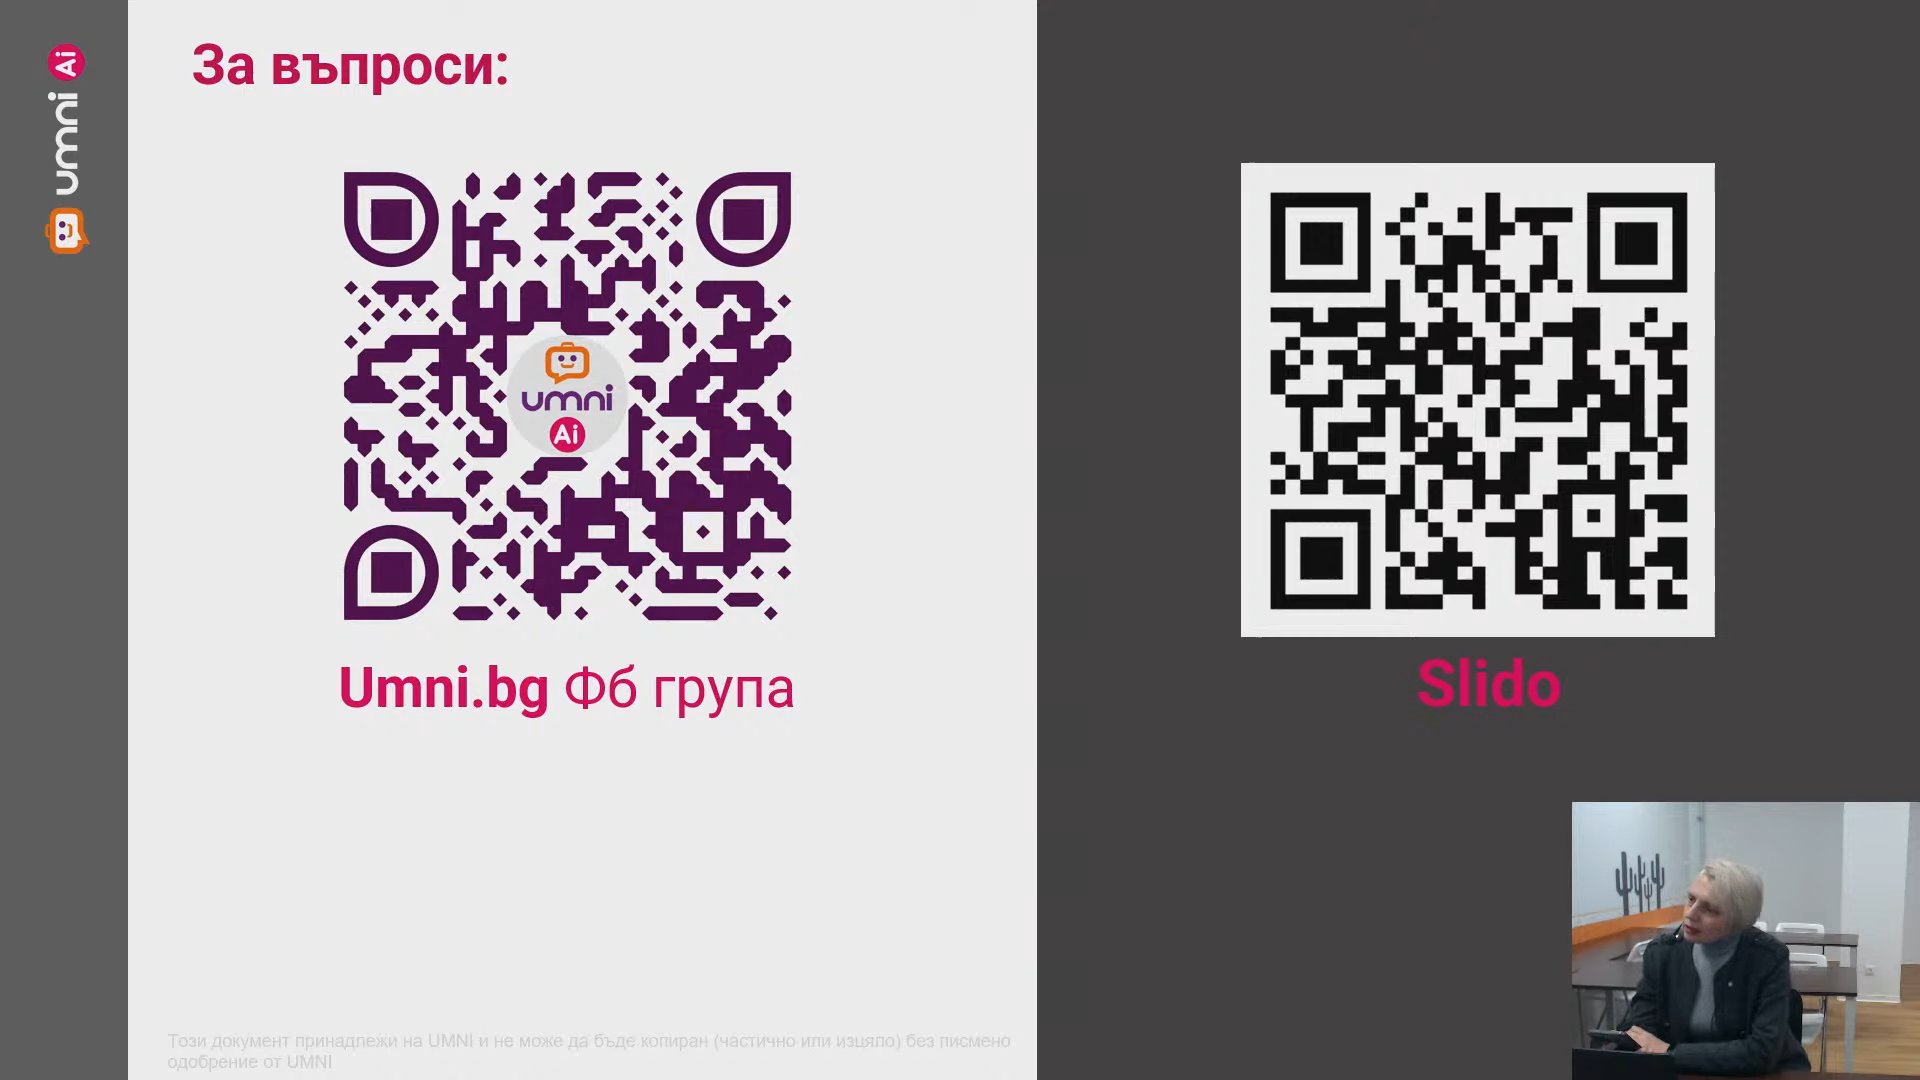 umni Ai
За въпроси:
umni
Ai
Umni.bg Фб група
Slido
Този документ принадлежи на UMNI и не може да бъде копиран (частично или изцяло) без писмено
одобрение от UMNI